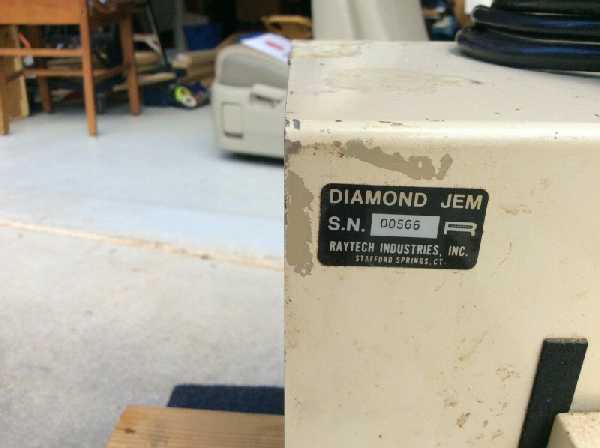 DIAMOND JEM
S.N. 00566 R
RAYTECH INDUSTRIES, INC.
STAFFORD SPRINGS, CT.